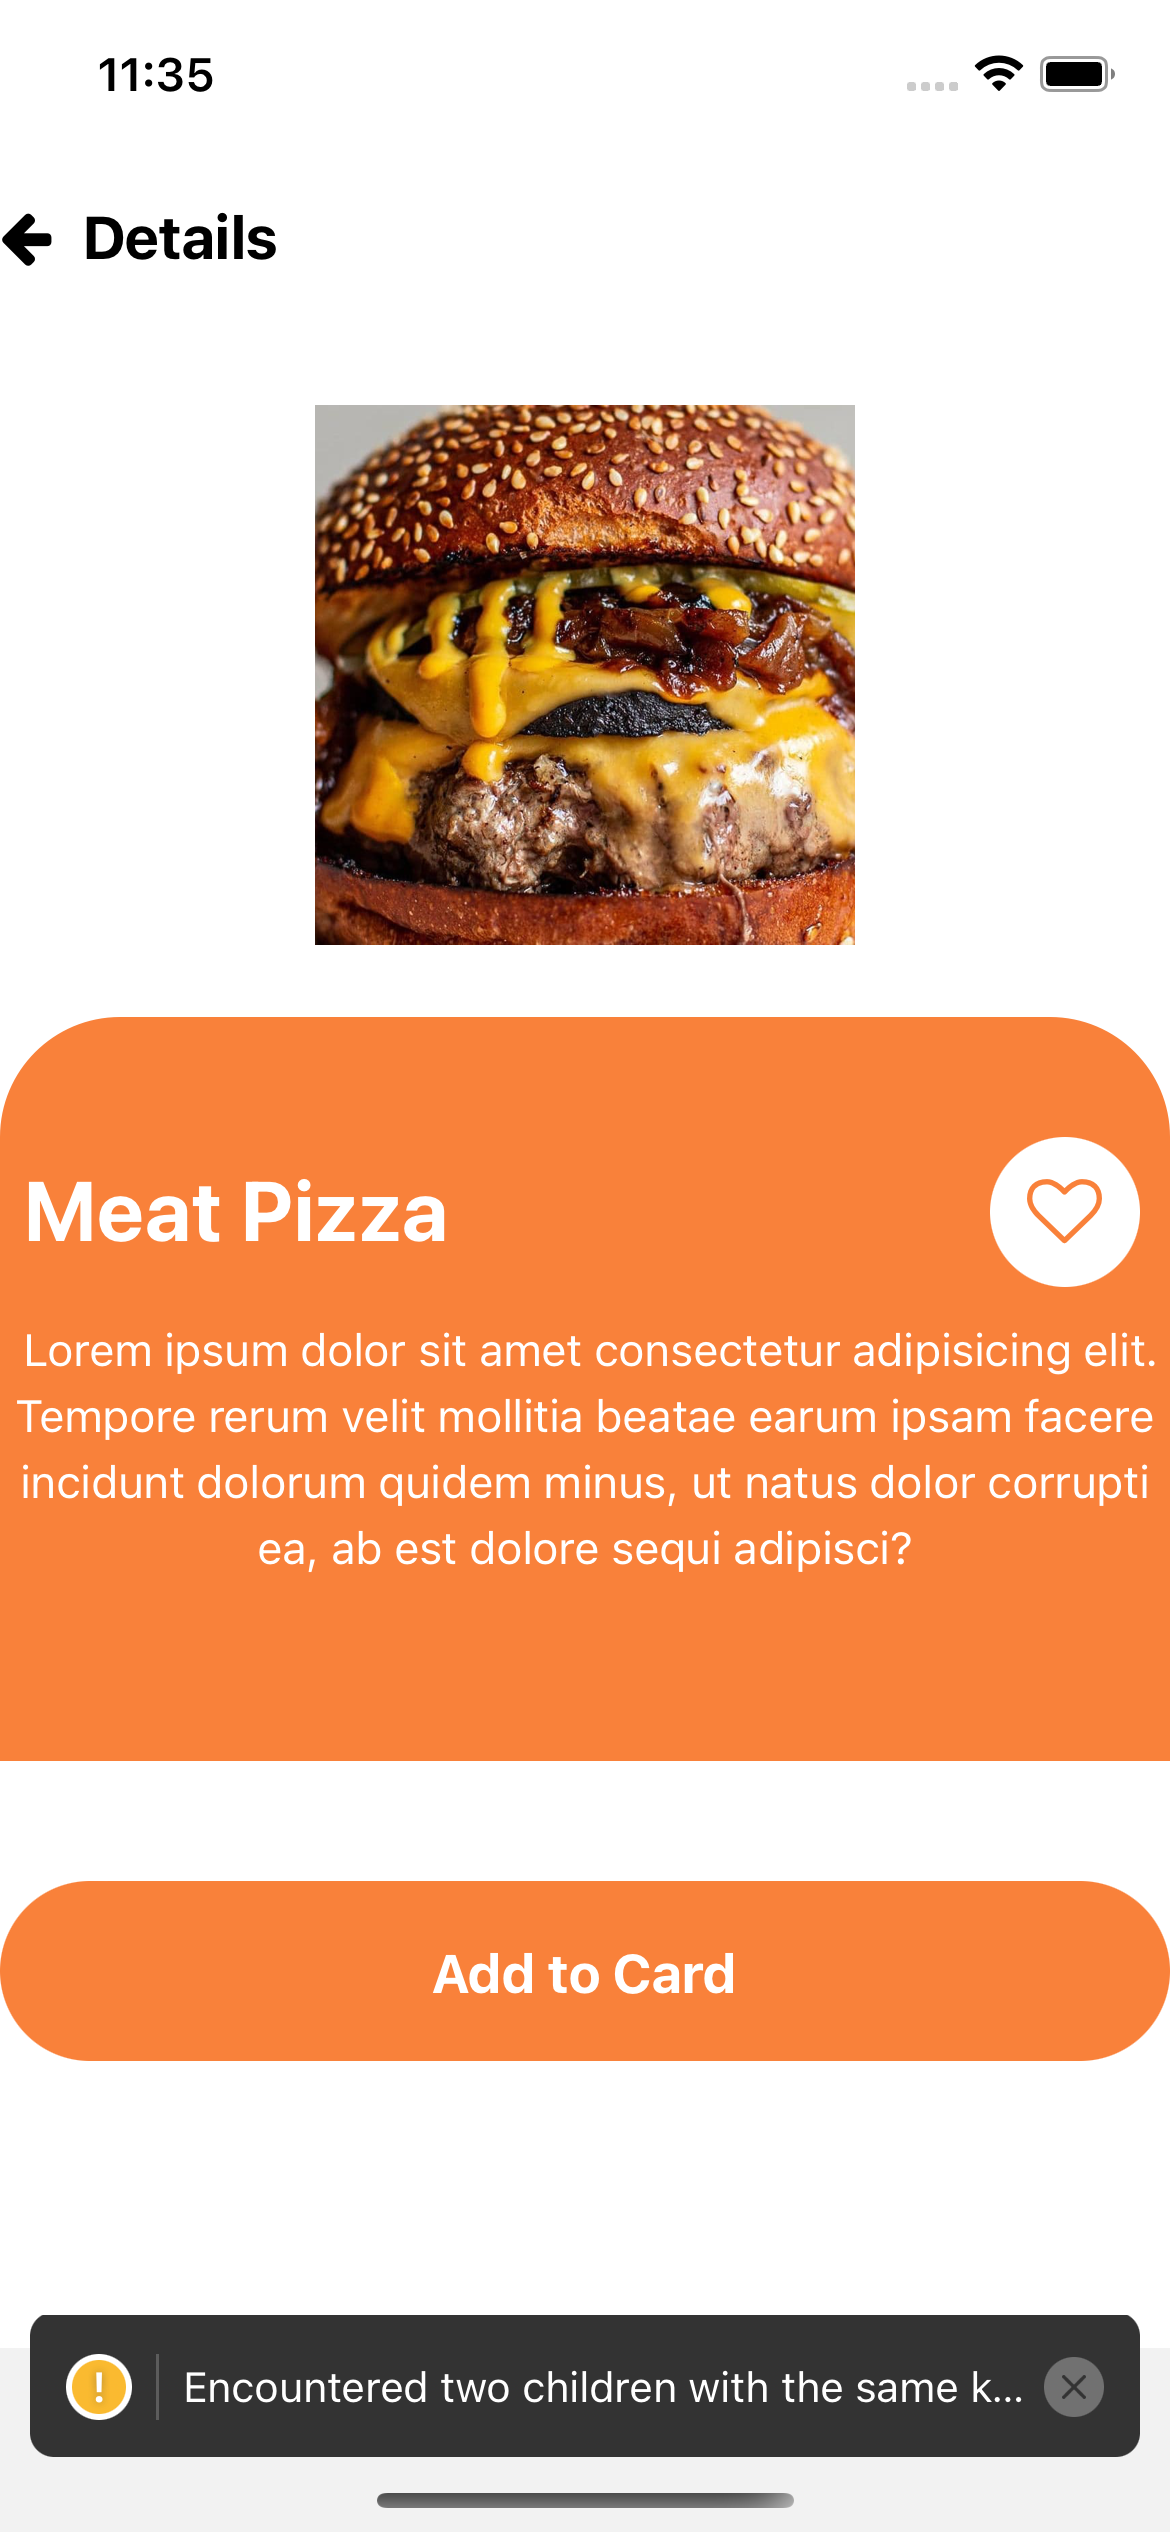 11:35
Details
Meat Pizza
Lorem ipsum dolor sit amet consectetur adipisicing elit.
Tempore rerum velit mollitia beatae earum ipsam facere
incidunt dolorum quidem minus, ut natus dolor corrupti
ea, ab est dolore sequi adipisci?
Add to Card
Encountered two children with the same k...